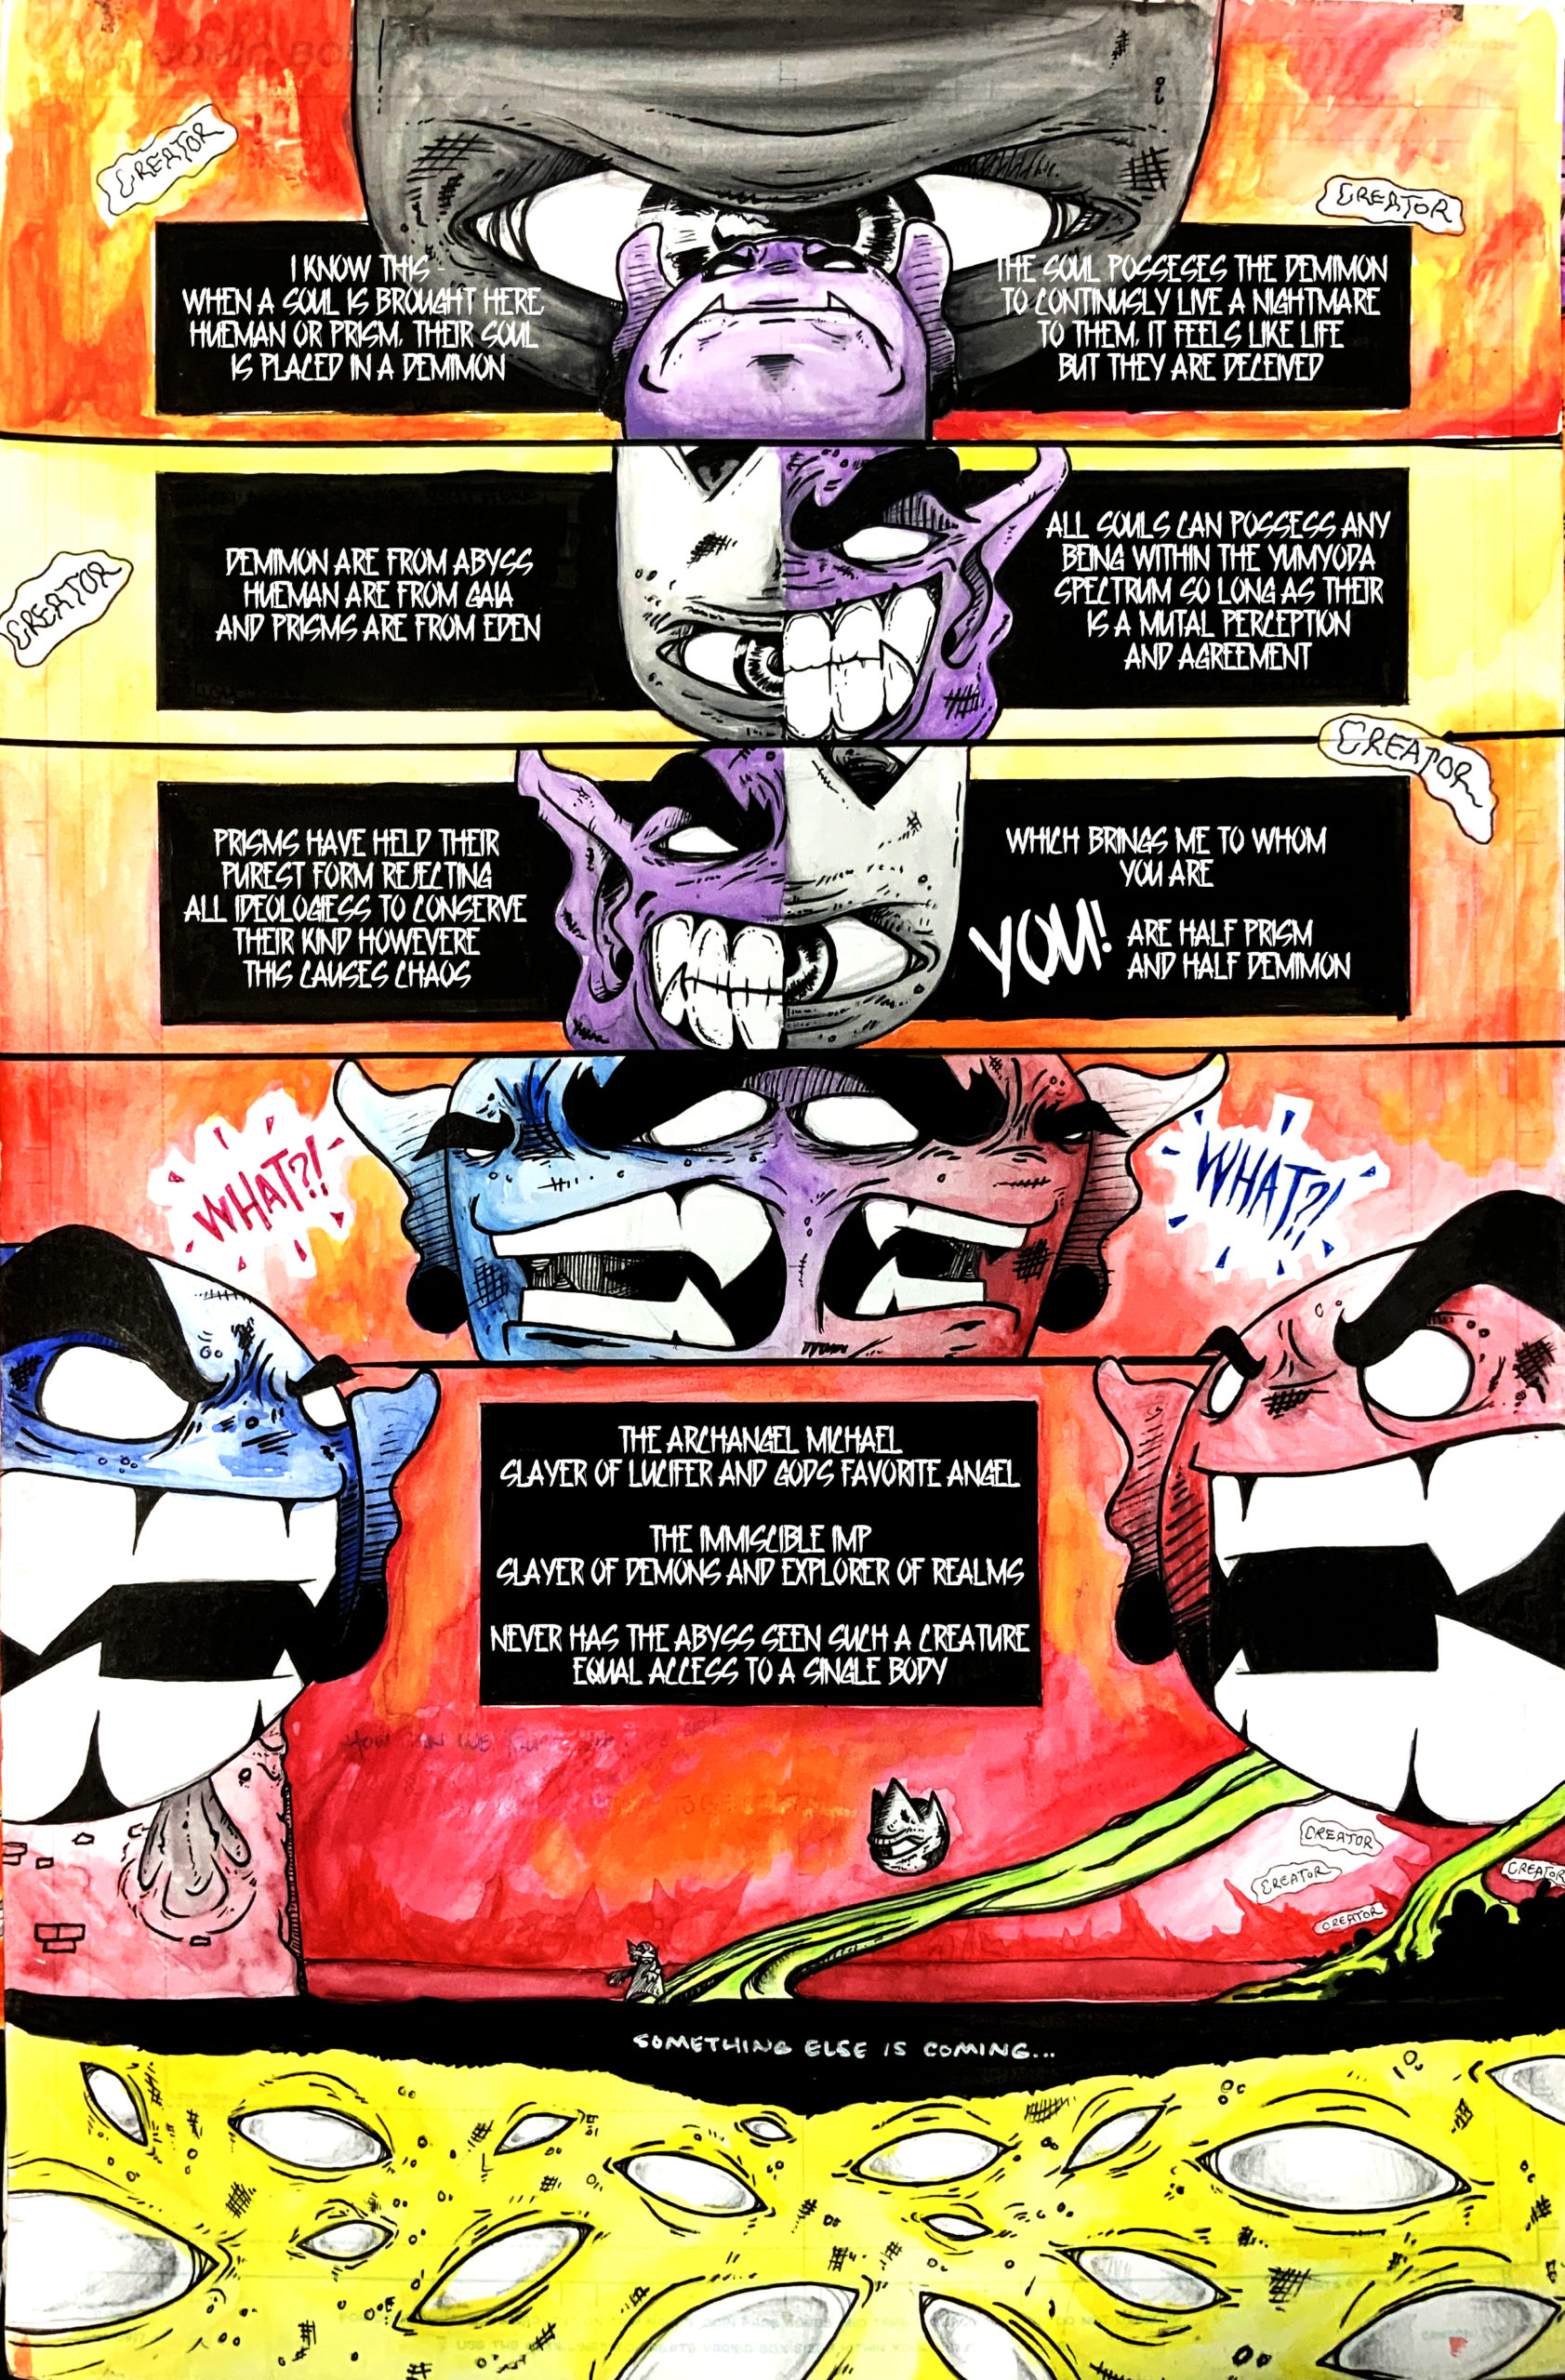 CREATOR
CREATOR
I KNOW THIS -
WHEN A SOUL IS BROUGHT HERE,
HUEMAN OR PRISM, THEIR SOUL
IS PLACED IN A DEMIMON
THE SOUL POSSESES THE DEMIMON
TO CONTINUSLY LIVE A NIGHTMARE
TO THEM, IT FEELS LIKE LIFE
BUT THEY ARE DECEIVED
CREATOR
DEMIMON ARE FROM ABYSS
HUEMAN ARE FROM GAIA
AND PRISMS ARE FROM EDEN
ALL SOULS CAN POSSESS ANY
BEING WITHIN THE YUMYODA
SPECTRUM SO LONG AS THEIR
IS A MUTAL PERCEPTION
AND AGREEMENT
CREATOR
PRISMS HAVE HELD THEIR
PUREST FORM REJECTING
ALL IDEOLOGIESS TO CONSERVE
THEIR KIND HOWEVERE
THIS CAUSES CHAOS
WHICH BRINGS ME TO WHOM
YOU ARE
YOU! ARE HALF PRISM
AND HALF DEMIMON
WHAT?!
WHAT?!
THE ARCHANGEL MICHAEL
SLAYER OF LUCIFER AND GODS FAVORITE ANGEL
THE IMMISCIBLE IMP
SLAYER OF DEMONS AND EXPLORER OF REALMS
NEVER HAS THE ABYSS SEEN SUCH A CREATURE
EQUAL ACCESS TO A SINGLE BODY
CREATOR
CREATOR
CREATOR
CREATOR
SOMETHING ELSE IS COMING...